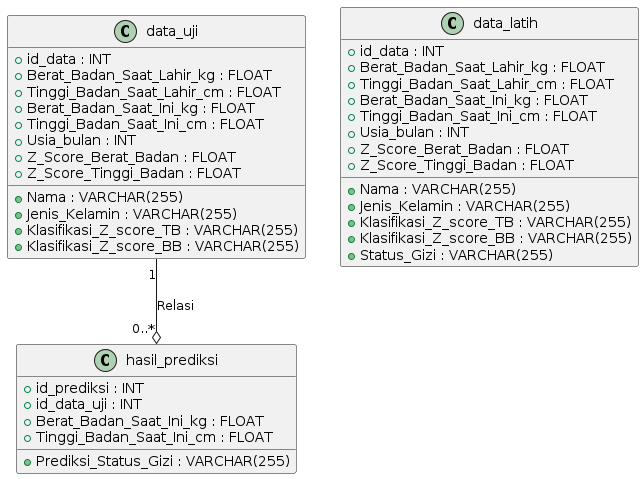 C data_uji
id_data : INT
Berat_Badan_Saat_Lahir_kg : FLOAT
Tinggi_Badan_Saat_Lahir_cm : FLOAT
Berat_Badan_Saat_Ini_kg : FLOAT
Tinggi_Badan_Saat_Ini_cm : FLOAT
Usia_bulan : INT
Z_Score_Berat_Badan : FLOAT
Z_Score_Tinggi_Badan : FLOAT
Nama : VARCHAR(255)
Jenis_Kelamin : VARCHAR(255)
Klasifikasi_Z_score_TB : VARCHAR(255)
Klasifikasi_Z_score_BB : VARCHAR(255)
C data_latih
id_data : INT
Berat_Badan_Saat_Lahir_kg : FLOAT
Tinggi_Badan_Saat_Lahir_cm : FLOAT
Berat_Badan_Saat_Ini_kg : FLOAT
Tinggi_Badan_Saat_Ini_cm : FLOAT
Usia_bulan : INT
Z_Score_Berat_Badan : FLOAT
Z_Score_Tinggi_Badan : FLOAT
Nama : VARCHAR(255)
Jenis_Kelamin : VARCHAR(255)
Klasifikasi_Z_score_TB : VARCHAR(255)
Klasifikasi_Z_score_BB : VARCHAR(255)
Status_Gizi : VARCHAR(255)
1
Relasi
0..*
C hasil_prediksi
id_prediksi : INT
id_data_uji : INT
Berat_Badan_Saat_Ini_kg : FLOAT
Tinggi_Badan_Saat_Ini_cm : FLOAT
Prediksi_Status_Gizi : VARCHAR(255)